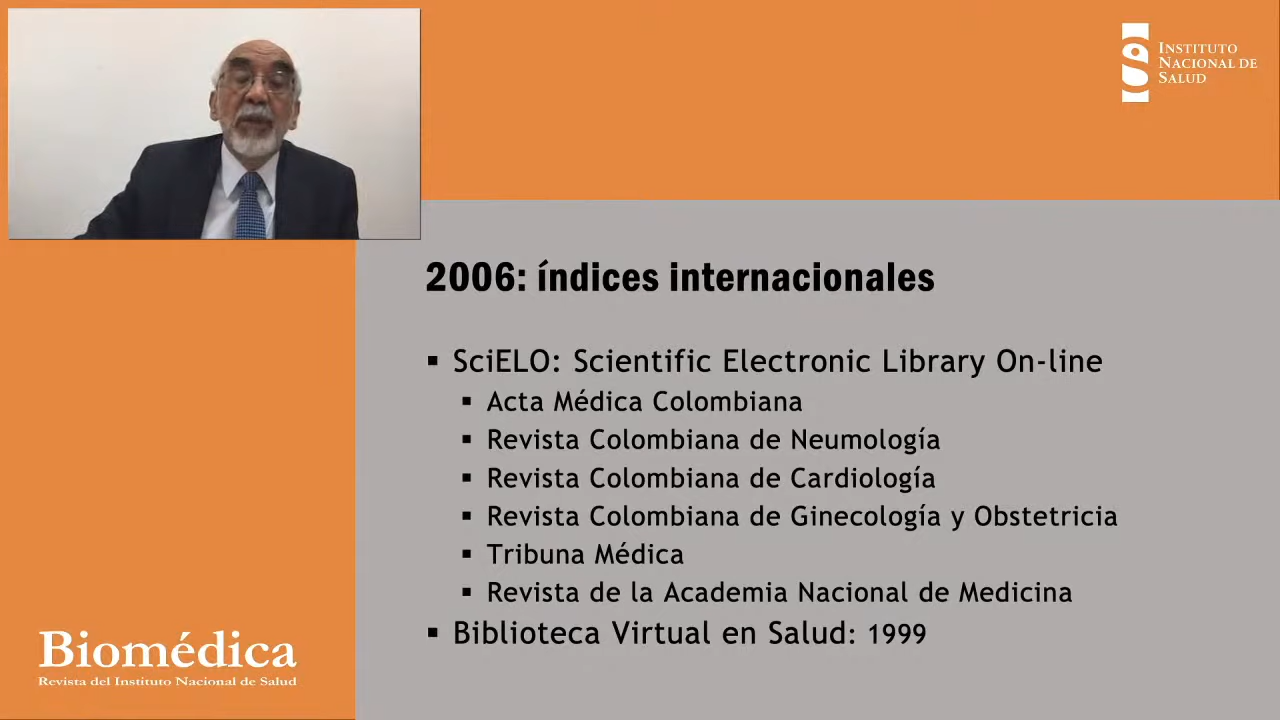 INSTITUTO
NACIONAL DE
SALUD
2006: índices internacionales
▪ SciELO: Scientific Electronic Library On-line
▪ Acta Médica Colombiana
▪ Revista Colombiana de Neumología
▪ Revista Colombiana de Cardiología
▪ Revista Colombiana de Ginecología y Obstetricia
▪ Tribuna Médica
▪ Revista de la Academia Nacional de Medicina
▪ Biblioteca Virtual en Salud: 1999
Biomédica
Revista del Instituto Nacional de Salud